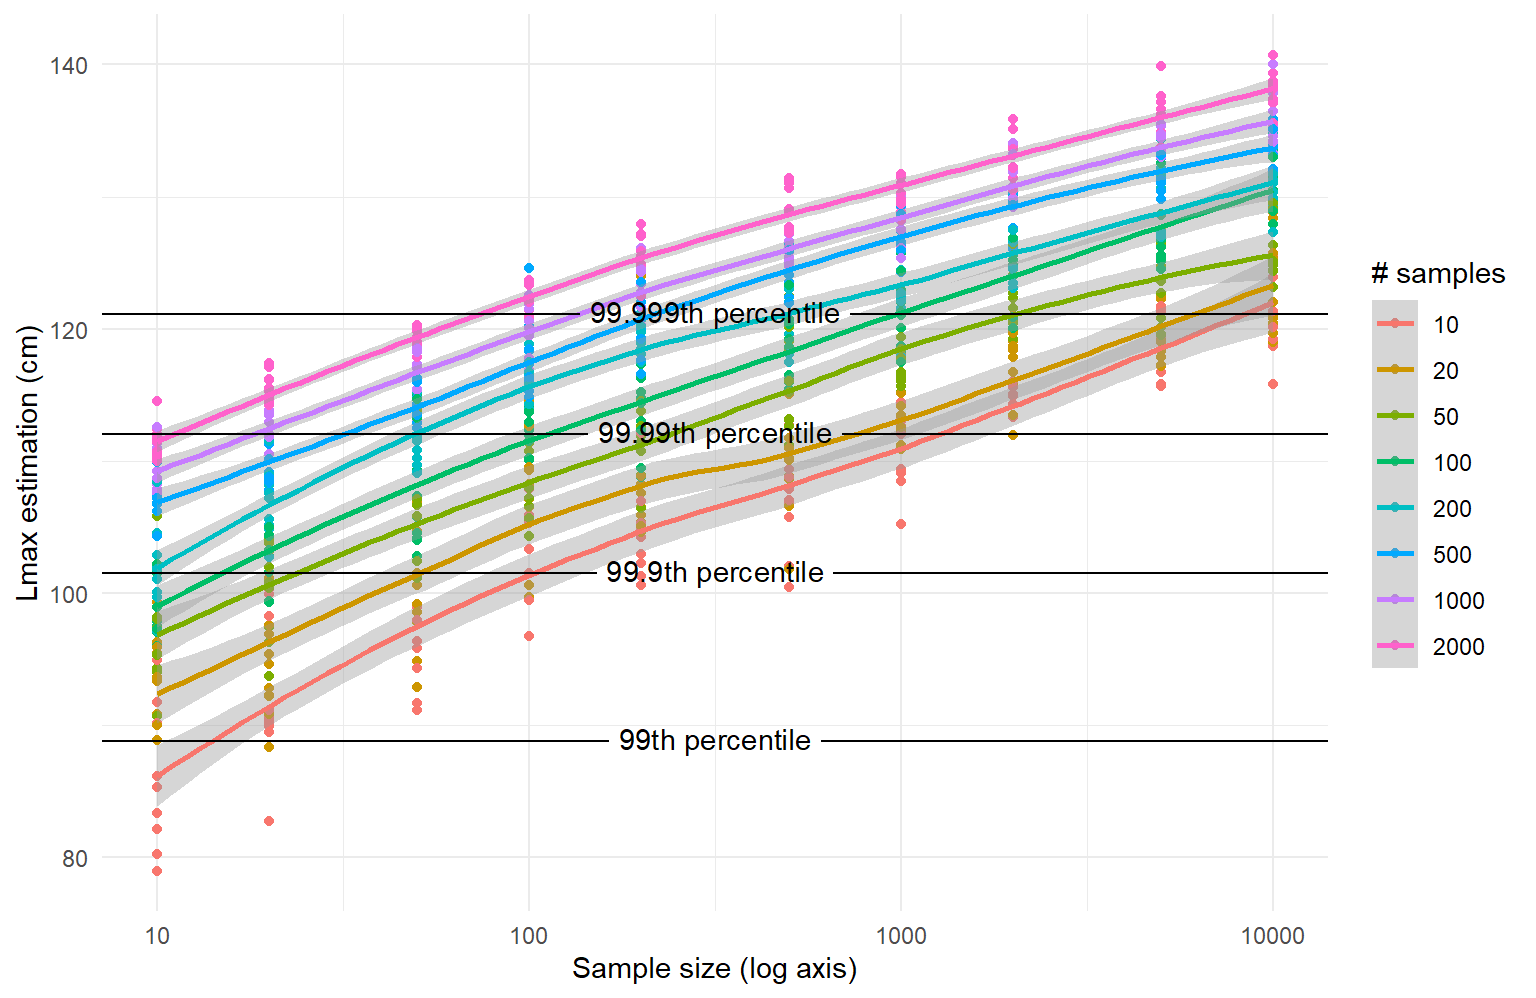 140
120
100
80
Lmax estimation (cm)
99.999th percentile
99.99th percentile
99.9th percentile
99th percentile
10
100
1000
10000
Sample size (log axis)
# samples
10
20
50
100
200
500
1000
2000